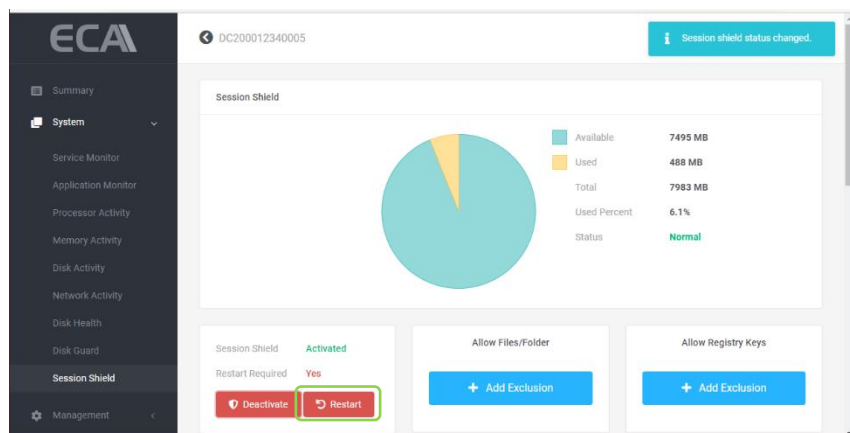 ECA
DC200012340005
Session shield status changed.
Summary
System
Service Monitor
Application Monitor
Processor Activity
Memory Activity
Disk Activity
Network Activity
Disk Health
Disk Guard
Session Shield
Management
Session Shield
Available 7495 MB
Used 488 MB
Total 7983 MB
Used Percent 6.1%
Status Normal
Session Shield Activated
Restart Required Yes
Deactivate Restart
Allow Files/Folder
+ Add Exclusion
Allow Registry Keys
+ Add Exclusion